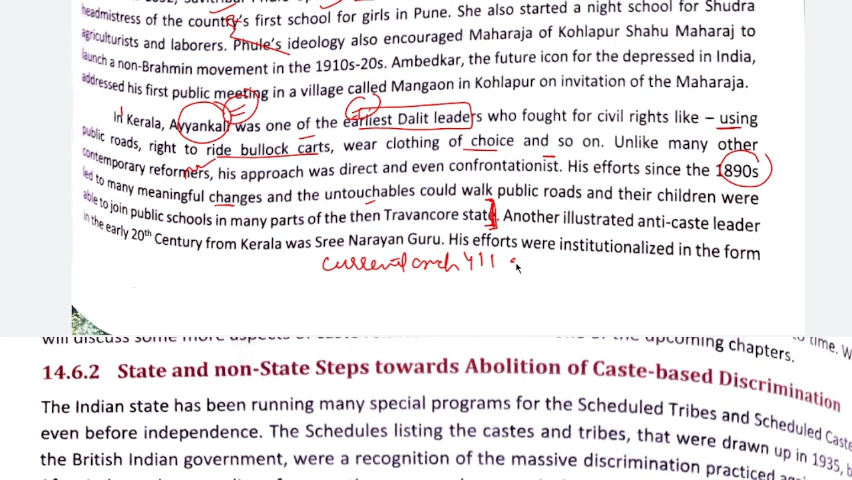 headmistress of the country's first school for girls in Pune. She also started a night school for Shudra
agriculturists and laborers. Phule's ideology also encouraged Maharaja of Kohlapur Shahu Maharaj to
launch a non-Brahmin movement in the 1910s-20s. Ambedkar, the future icon for the depressed in India,
addressed his first public meeting in a village called Mangaon in Kohlapur on invitation of the Maharaja.
In Kerala, Ayyankali was one of the earliest Dalit leaders who fought for civil rights like – using
public roads, right to ride bullock carts, wear clothing of choice and so on. Unlike many other
contemporary reformers, his approach was direct and even confrontationist. His efforts since the 1890s
led to many meaningful changes and the untouchables could walk public roads and their children were
able to join public schools in many parts of the then Travancore state. Another illustrated anti-caste leader
in the early 20th Century from Kerala was Sree Narayan Guru. His efforts were institutionalized in the form
will discuss some more aspects of upcoming chapters.
to time. W
14.6.2 State and non-State Steps towards Abolition of Caste-based Discrimination
The Indian state has been running many special programs for the Scheduled Tribes and Scheduled Caste
even before independence. The Schedules listing the castes and tribes, that were drawn up in 1935, b
the British Indian government, were a recognition of the massive discrimination practiced